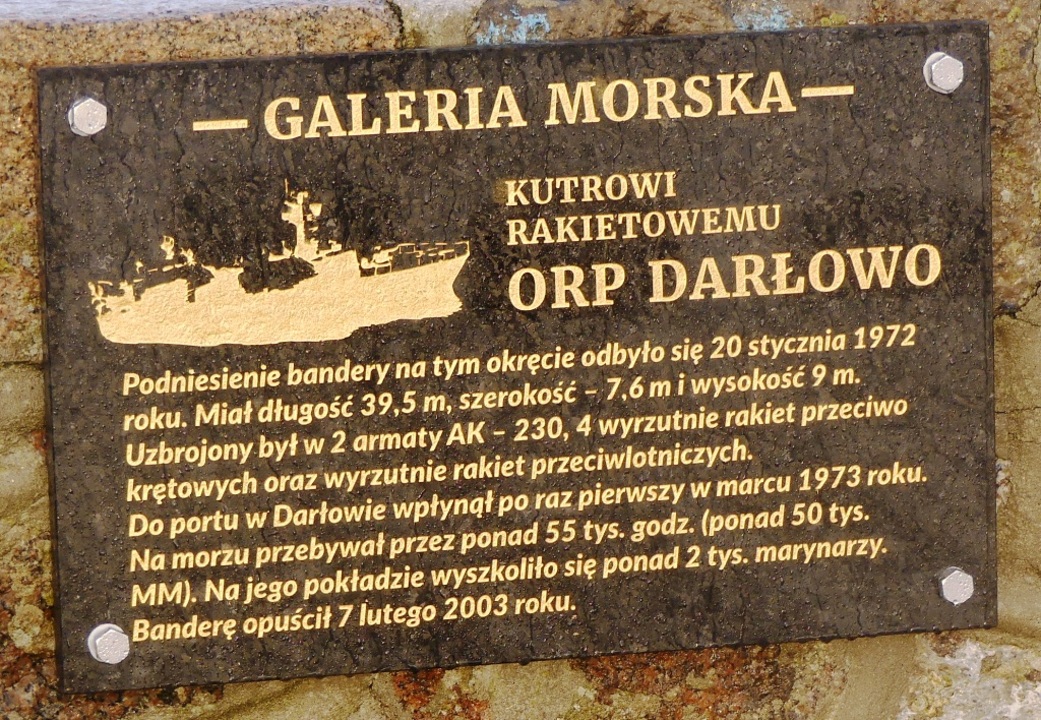 — GALERIA MORSKA —
KUTROWI
RAKIETOWEMU
ORP DARŁOWO
Podniesienie bandery na tym okręcie odbyło się 20 stycznia 1972
roku. Miał długość 39,5 m, szerokość – 7,6 m i wysokość 9 m.
Uzbrojony był w 2 armaty AK – 230, 4 wyrzutnie rakiet przeciwo
krętowych oraz wyrzutnie rakiet przeciwlotniczych.
Do portu w Darłowie wpłynął po raz pierwszy w marcu 1973 roku.
Na morzu przebywał przez ponad 55 tys. godz. (ponad 50 tys.
MM). Na jego pokładzie wyszkoliło się ponad 2 tys. marynarzy.
Banderę opuścił 7 lutego 2003 roku.